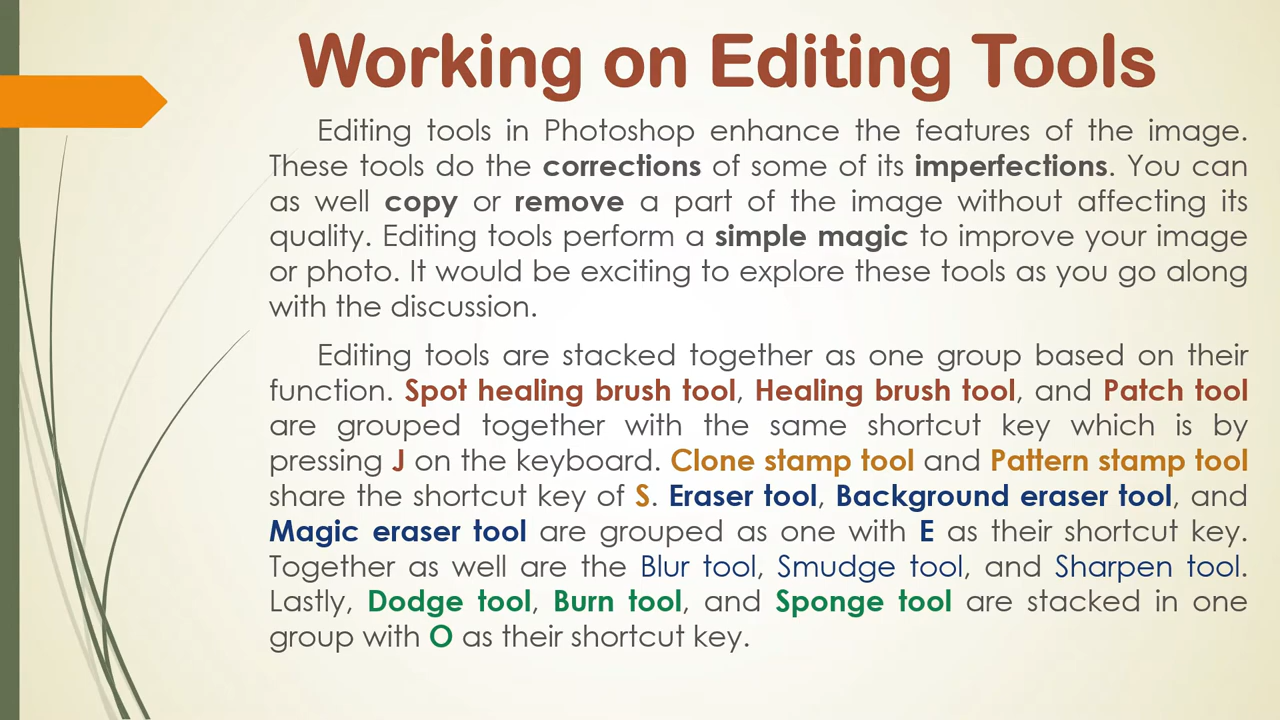 Working on Editing Tools
Editing tools in Photoshop enhance the features of the image.
These tools do the corrections of some of its imperfections. You can
as well copy or remove a part of the image without affecting its
quality. Editing tools perform a simple magic to improve your image
or photo. It would be exciting to explore these tools as you go along
with the discussion.
Editing tools are stacked together as one group based on their
function. Spot healing brush tool, Healing brush tool, and Patch tool
are grouped together with the same shortcut key which is by
pressing J on the keyboard. Clone stamp tool and Pattern stamp tool
share the shortcut key of S. Eraser tool, Background eraser tool, and
Magic eraser tool are grouped as one with E as their shortcut key.
Together as well are the Blur tool, Smudge tool, and Sharpen tool.
Lastly, Dodge tool, Burn tool, and Sponge tool are stacked in one
group with O as their shortcut key.